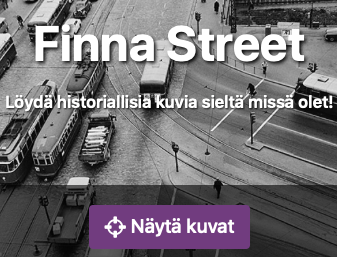 Finna Street
Löydä historiallisia kuvia sieltä missä olet!
Näytä kuvat